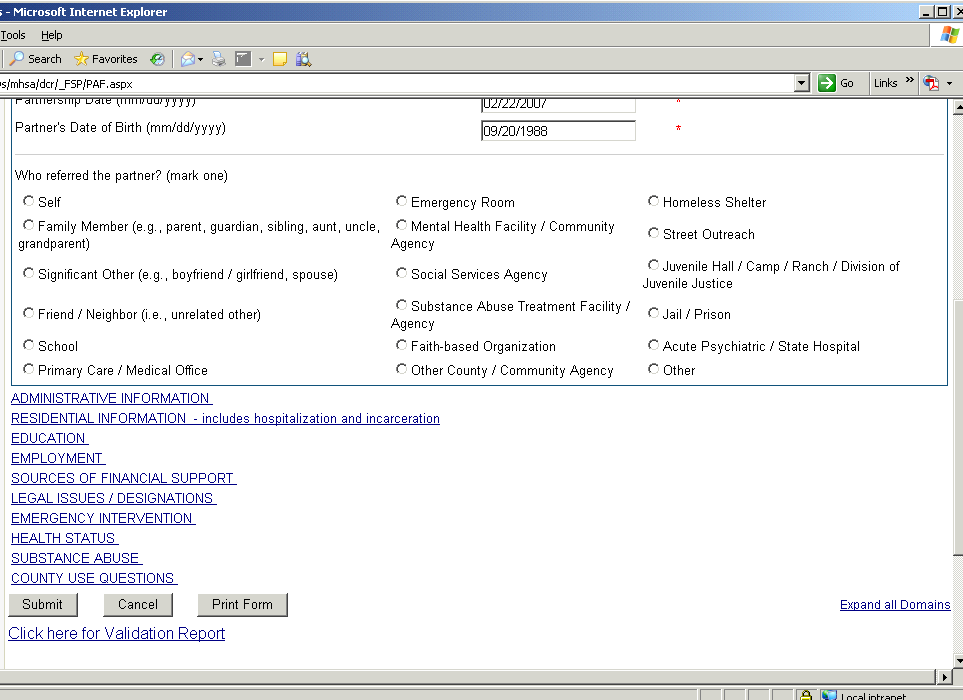 s - Microsoft Internet Explorer
Tools Help
Search Favorites
s/mhsa/dcr/_FSP/PAF.aspx Go Links »
Partnership Date (mm/dd/yyyy) 02/22/2007 *
Partner's Date of Birth (mm/dd/yyyy) 09/20/1988 *
Who referred the partner? (mark one)
Self Emergency Room Homeless Shelter
Family Member (e.g., parent, guardian, sibling, aunt, uncle, grandparent) Mental Health Facility / Community Agency Street Outreach
Significant Other (e.g., boyfriend / girlfriend, spouse) Social Services Agency Juvenile Hall / Camp / Ranch / Division of Juvenile Justice
Friend / Neighbor (i.e., unrelated other) Substance Abuse Treatment Facility / Agency Jail / Prison
School Faith-based Organization Acute Psychiatric / State Hospital
Primary Care / Medical Office Other County / Community Agency Other
ADMINISTRATIVE INFORMATION
RESIDENTIAL INFORMATION - includes hospitalization and incarceration
EDUCATION
EMPLOYMENT
SOURCES OF FINANCIAL SUPPORT
LEGAL ISSUES / DESIGNATIONS
EMERGENCY INTERVENTION
HEALTH STATUS
SUBSTANCE ABUSE
COUNTY USE QUESTIONS
Submit Cancel Print Form Expand all Domains
Click here for Validation Report
Local intranet